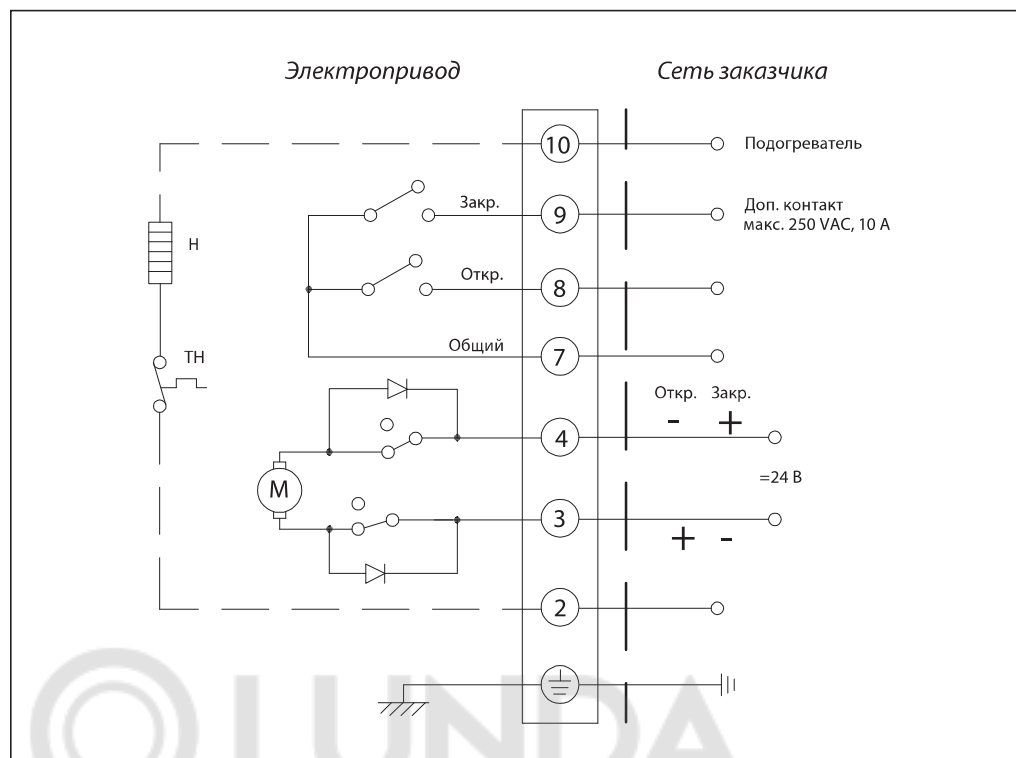 Электропривод
Сеть заказчика
10
Подогреватель
Закр.
9
Доп. контакт
макс. 250 VAC, 10 А
H
Откр.
8
Общий
7
TH
Откр. Закр.
- +
4
M
=24 В
3
+ -
2
LUNDA